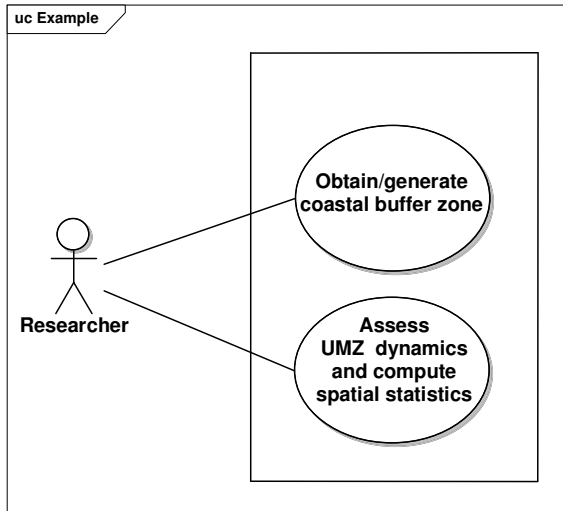 uc Example
Obtain/generate
coastal buffer zone
Researcher
Assess
UMZ dynamics
and compute
spatial statistics